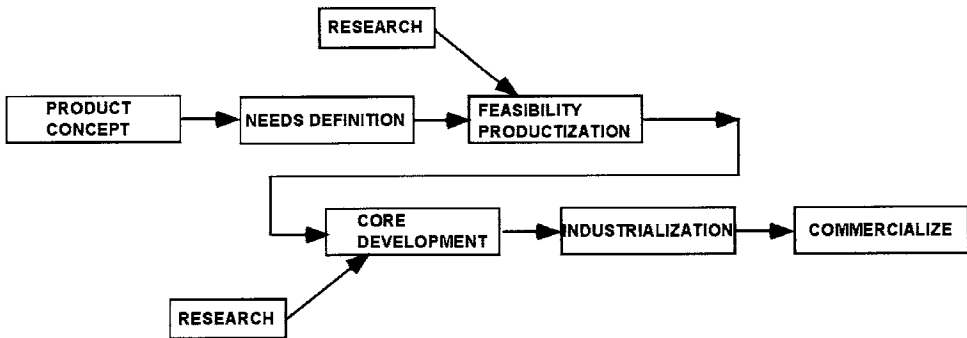 RESEARCH
PRODUCT
CONCEPT
NEEDS DEFINITION
FEASIBILITY
PRODUCTIZATION
CORE
DEVELOPMENT
INDUSTRIALIZATION
COMMERCIALIZE
RESEARCH